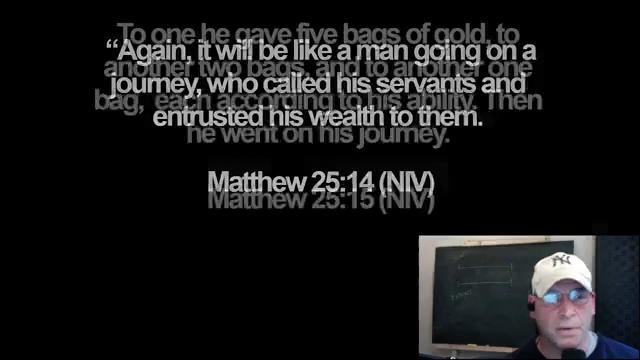 To one he gave five bags of gold, to
“Again, it will be like a man going on a
another two bags, and to another one
journey, who called his servants and
bag, each according to his ability. Then
entrusted his wealth to them.
he went on his journey.
Matthew 25:14 (NIV)
Matthew 25:15 (NIV)
NY